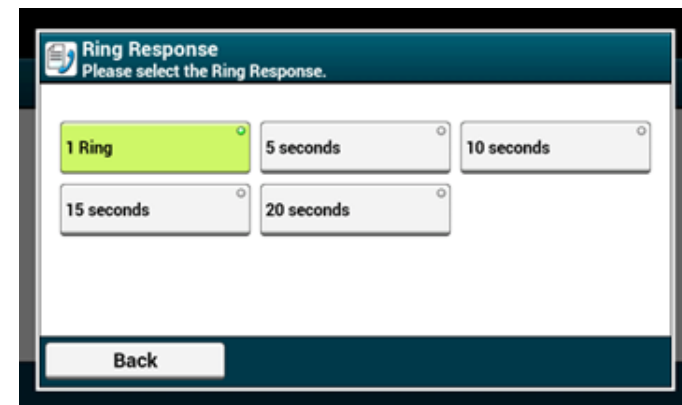 Ring Response
Please select the Ring Response.
1 Ring
5 seconds
10 seconds
15 seconds
20 seconds
Back